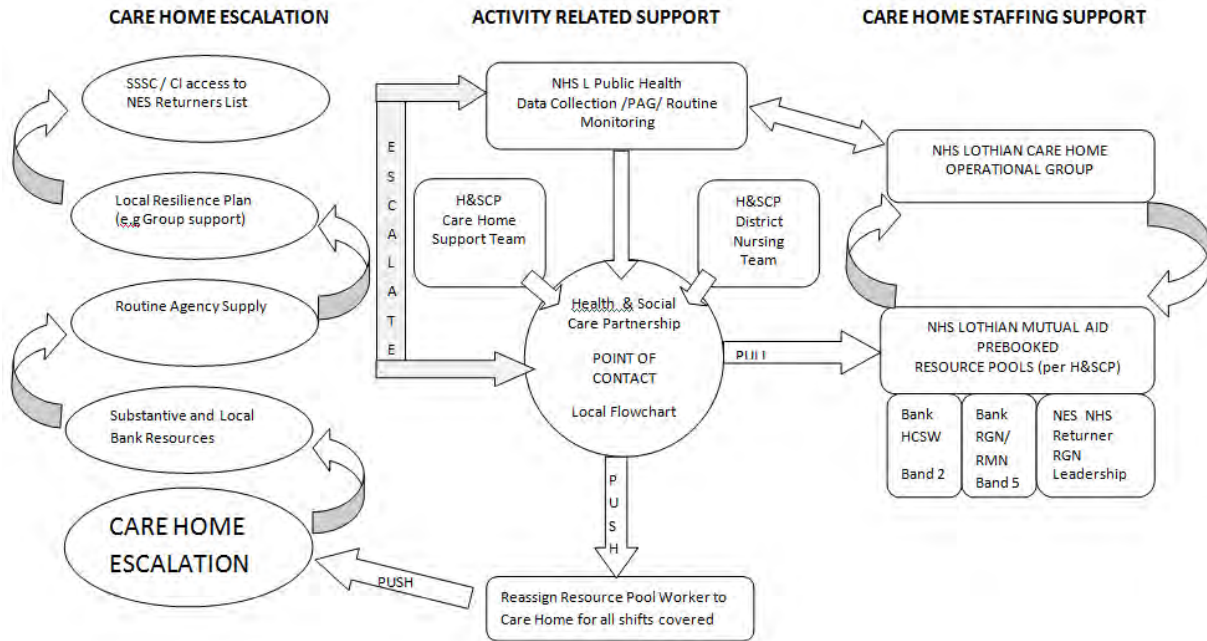 CARE HOME ESCALATION
SSSC / CI access to
NES Returners List
Local Resilience Plan
(e.g Group support)
Routine Agency Supply
Substantive and Local
Bank Resources
CARE HOME
ESCALATION
ACTIVITY RELATED SUPPORT
ESCALATE
NHS L Public Health
Data Collection /PAG/ Routine
Monitoring
H&SCP
Care Home
Support Team
H&SCP
District
Nursing
Team
Health & Social
Care Partnership
POINT OF
CONTACT
Local Flowchart
PULL
PUSH
PUSH
Reassign Resource Pool Worker to
Care Home for all shifts covered
CARE HOME STAFFING SUPPORT
NHS LOTHIAN CARE HOME
OPERATIONAL GROUP
NHS LOTHIAN MUTUAL AID
PREBOOKED
RESOURCE POOLS (per H&SCP)
Bank
HCSW
Band 2
Bank
RGN/
RMN
Band 5
NES NHS
Returner
RGN
Leadership